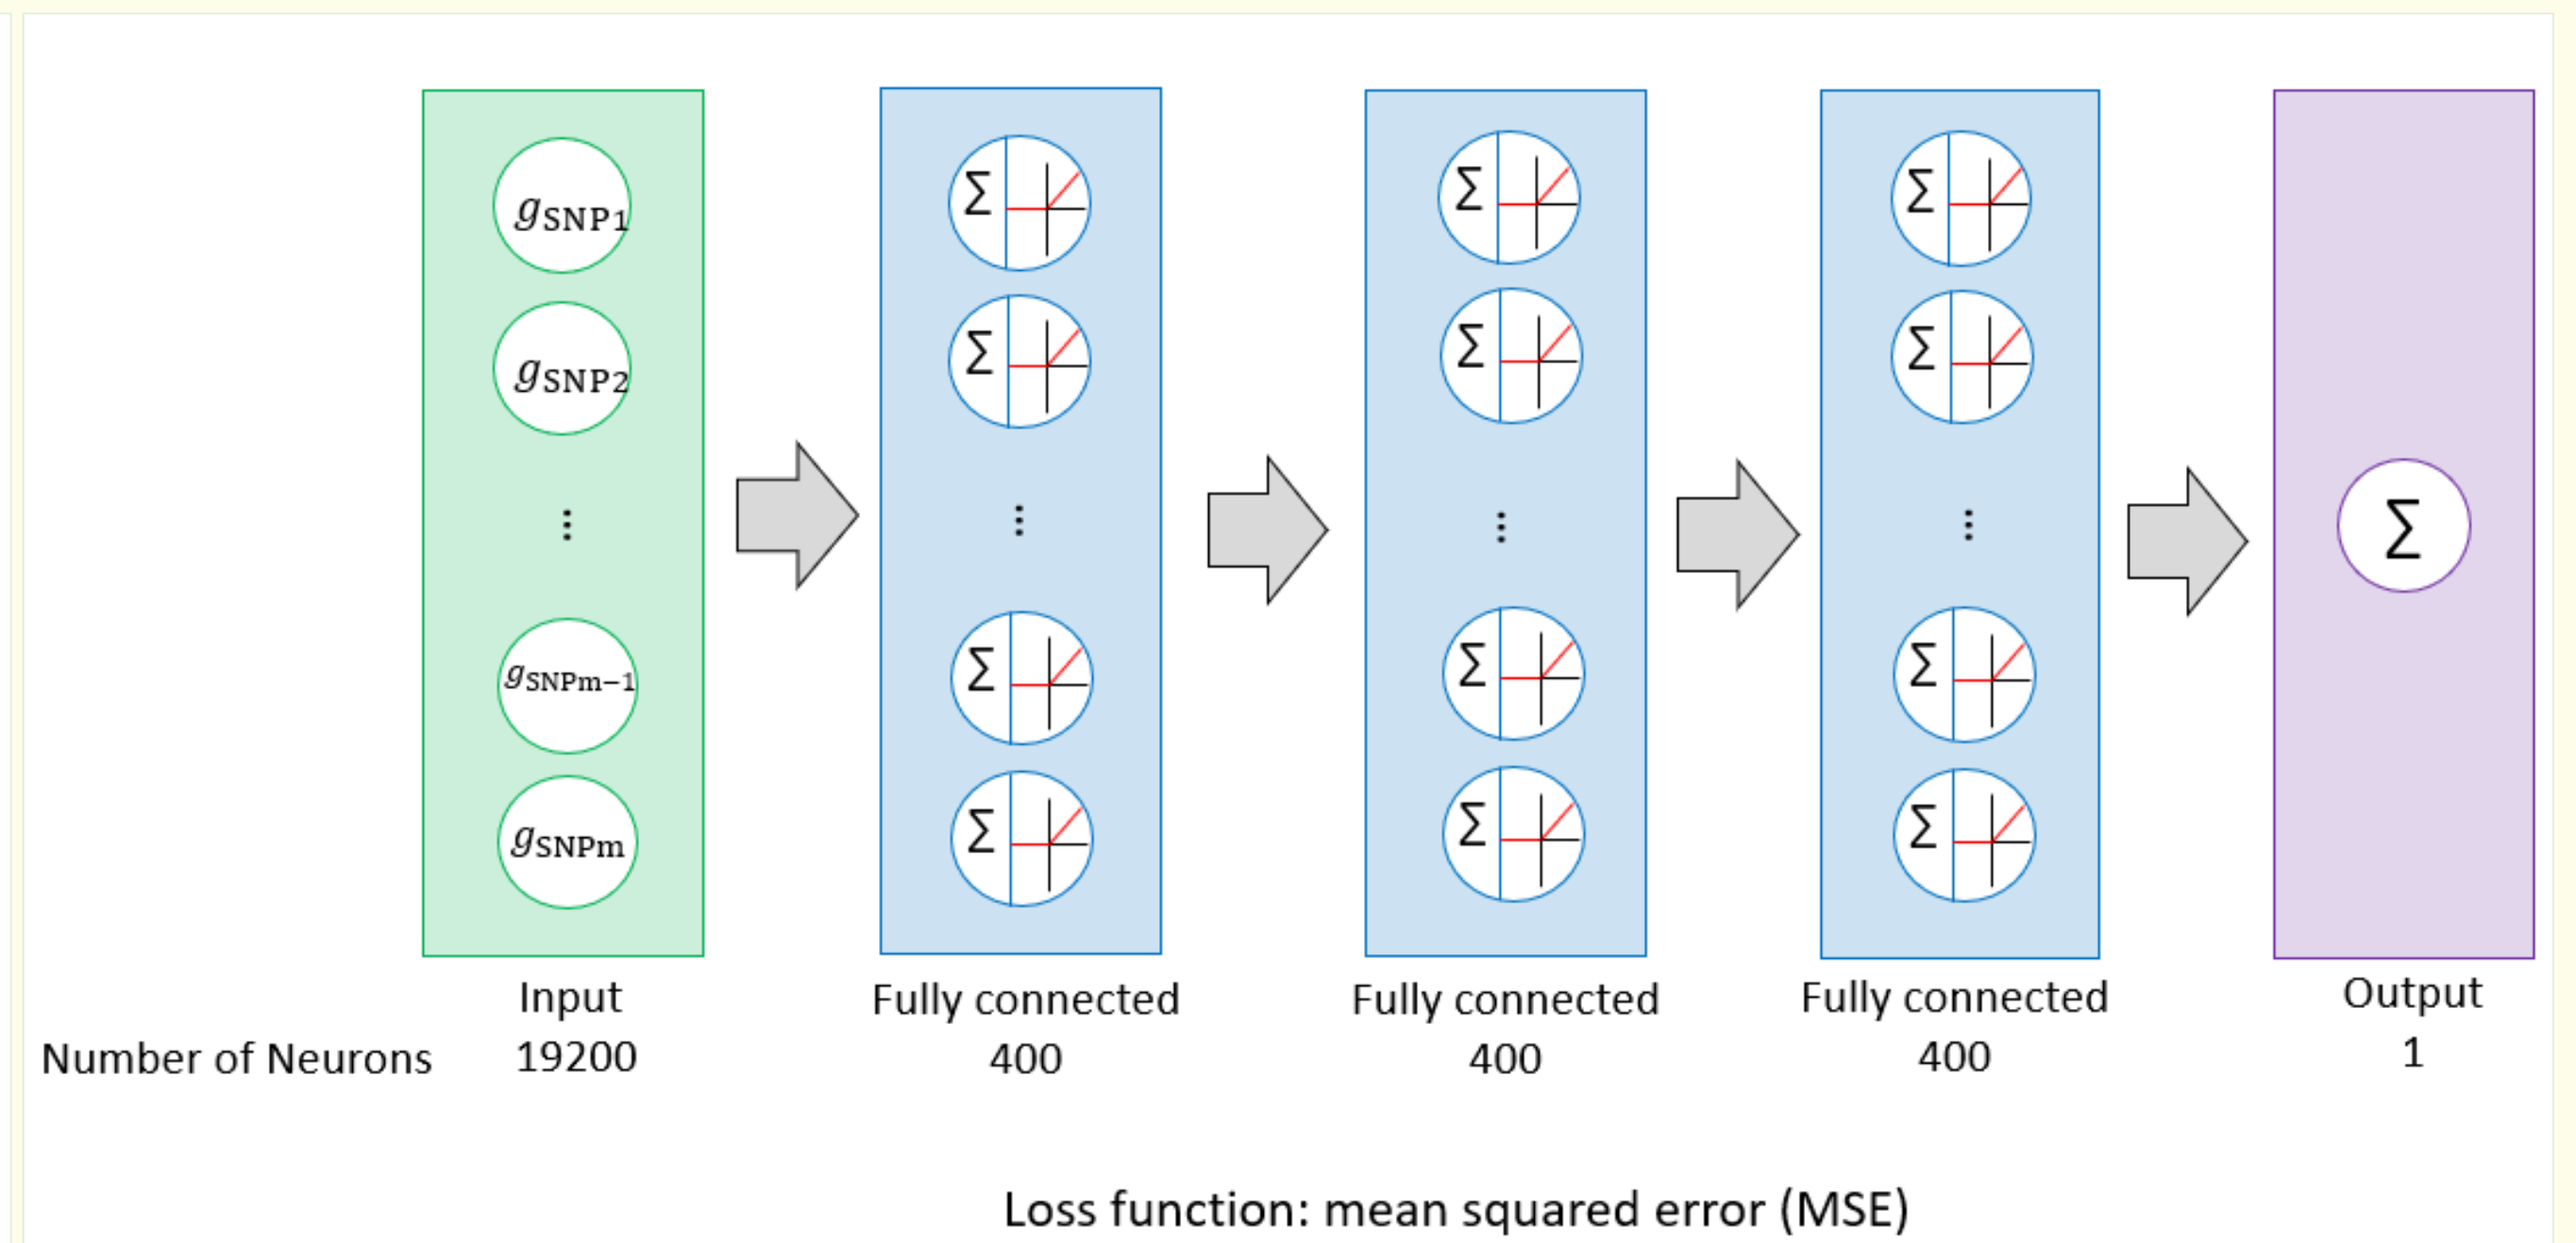 gSNP1
gSNP2
⋮
gSNPm−1
gSNPm
Σ
Σ
⋮
Σ
Σ
Σ
Σ
⋮
Σ
Σ
Σ
Σ
⋮
Σ
Σ
Σ
Input Fully connected Fully connected Fully connected Output
Number of Neurons 19200 400 400 400 1
Loss function: mean squared error (MSE)